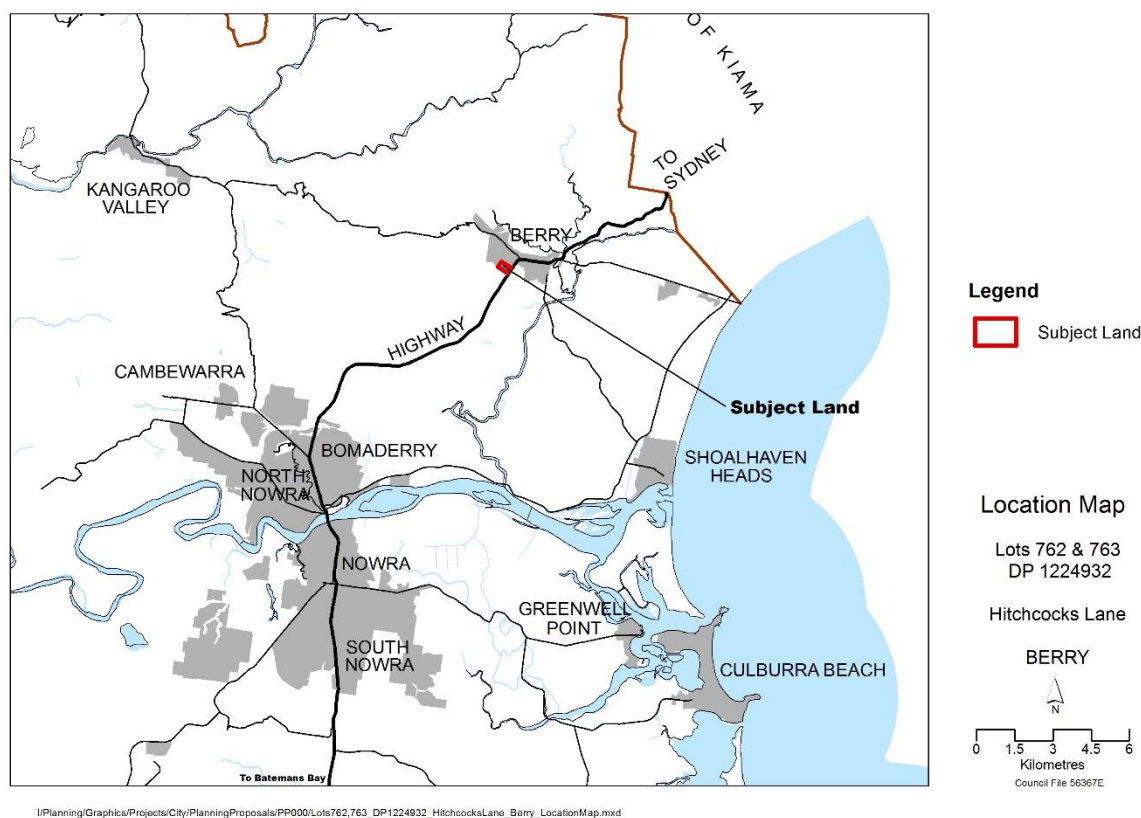 OF KIAMA
TO
SYDNEY
KANGAROO
VALLEY
BERRY
HIGHWAY
CAMBEWARRA
Subject Land
BOMADERRY
NORTH
NOWRA
SHOALHAVEN
HEADS
NOWRA
GREENWELL
POINT
SOUTH
NOWRA
CULBURRA BEACH
To Batemans Bay
Legend
Subject Land
Location Map
Lots 762 & 763
DP 1224932
Hitchcocks Lane
BERRY
N
0 1.5 3 4.5 6
Kilometres
Council File 56367E
I/Planning/Graphics/Projects/City/PlanningProposals/PP000/Lots762,763_DP1224932_HitchcocksLane_Berry_LocationMap.mxd